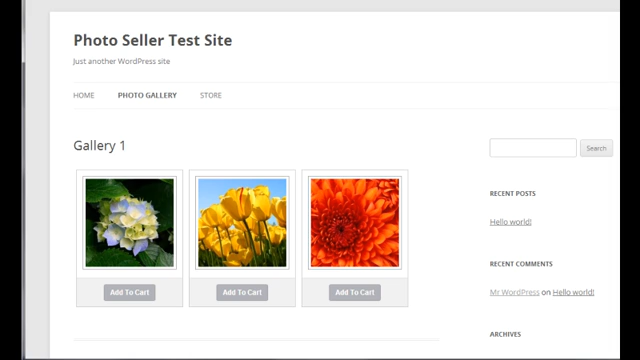 Photo Seller Test Site
Just another WordPress site
HOME PHOTO GALLERY STORE
Gallery 1
Search
Add To Cart Add To Cart Add To Cart
RECENT POSTS
Hello world!
RECENT COMMENTS
Mr WordPress on Hello world!
ARCHIVES